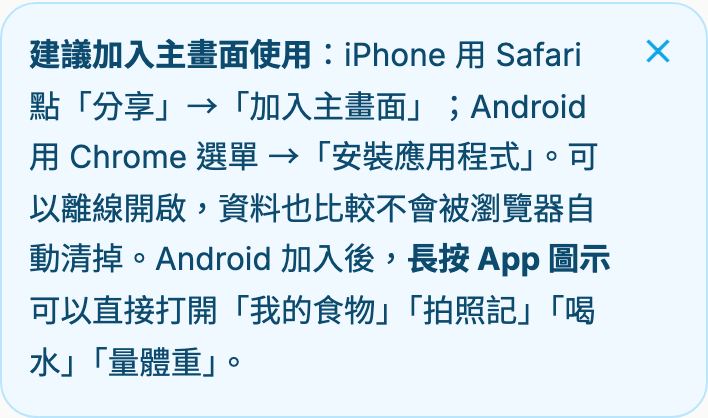 建議加入主畫面使用：iPhone 用 Safari
點「分享」→「加入主畫面」；Android
用 Chrome 選單 →「安裝應用程式」。可
以離線開啟，資料也比較不會被瀏覽器自
動清掉。Android 加入後，長按 App 圖示
可以直接打開「我的食物」「拍照記」「喝
水」「量體重」。